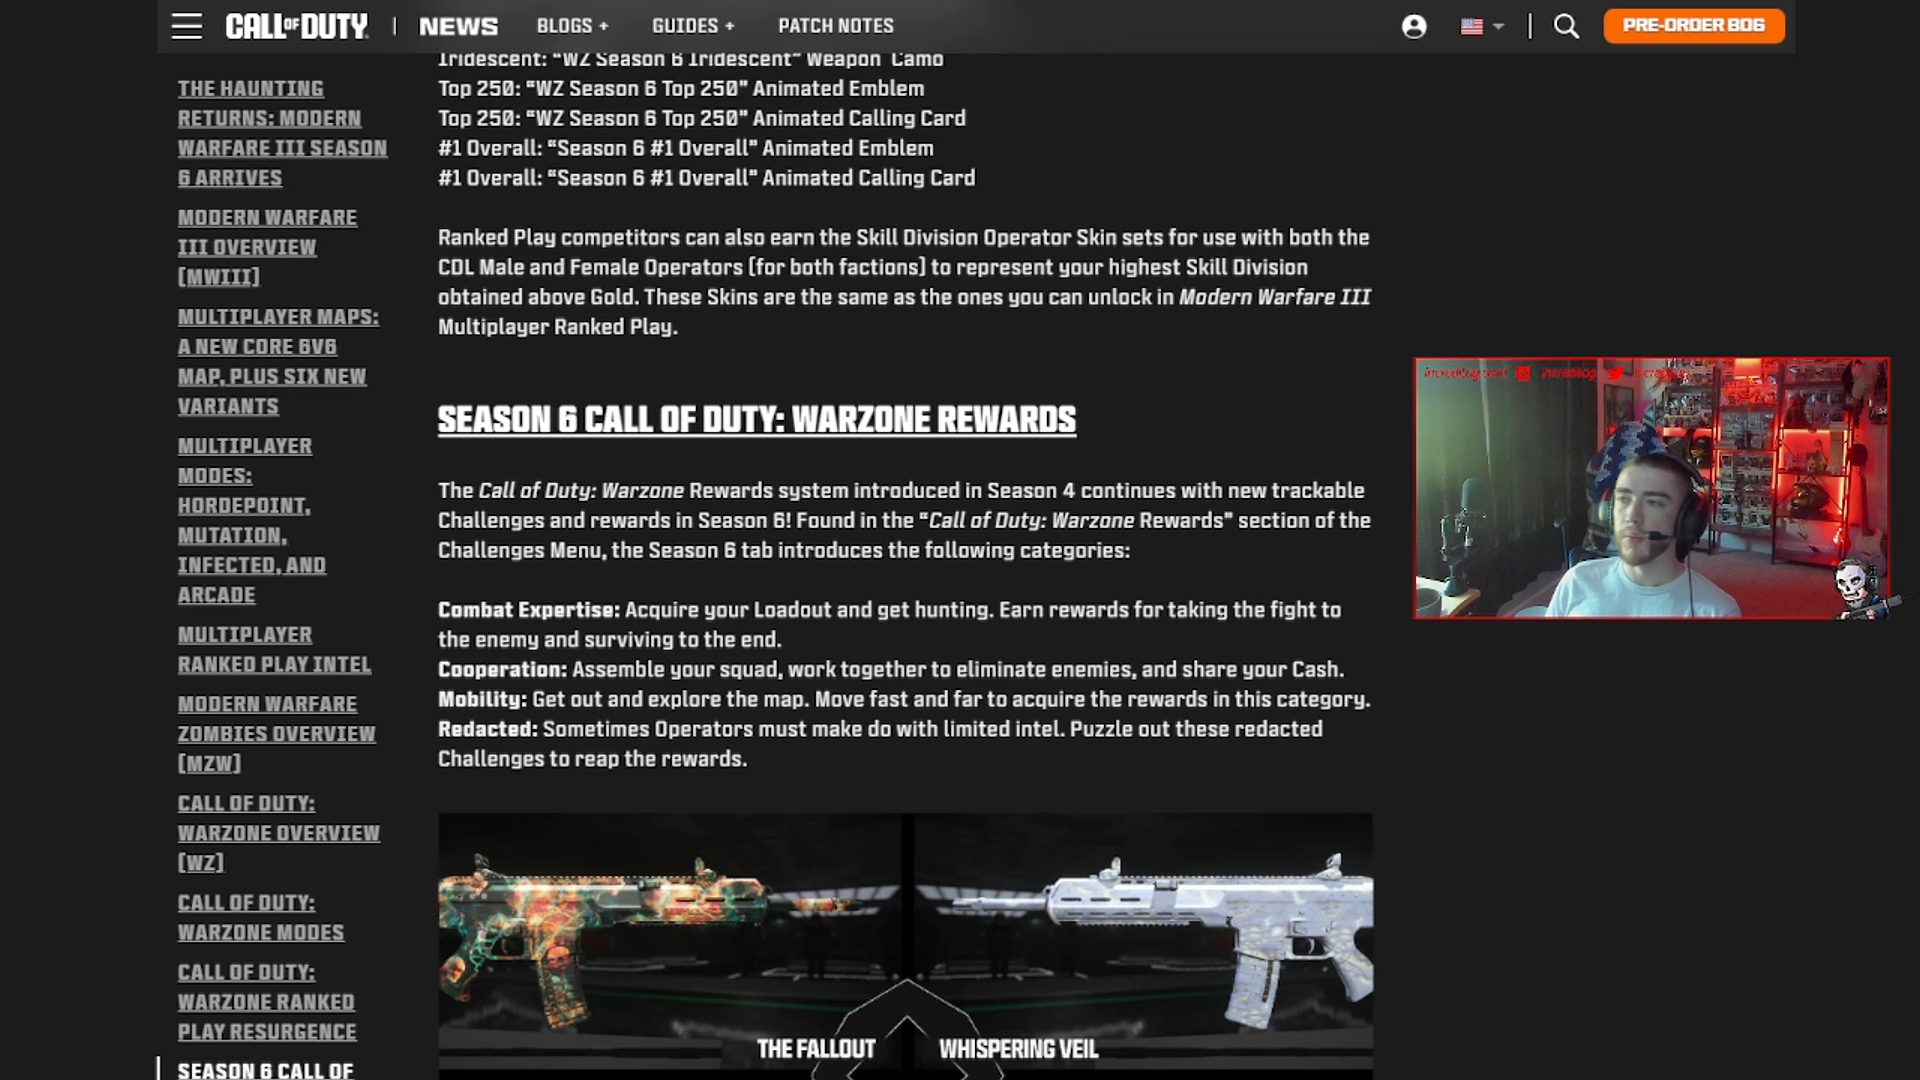 CALL OF DUTY | NEWS BLOGS + GUIDES + PATCH NOTES | PRE-ORDER BO6
THE HAUNTING
RETURNS: MODERN
WARFARE III SEASON
6 ARRIVES
MODERN WARFARE
III OVERVIEW
[MWIII]
MULTIPLAYER MAPS:
A NEW CORE 6V6
MAP, PLUS SIX NEW
VARIANTS
MULTIPLAYER
MODES:
HORDEPOINT,
MUTATION,
INFECTED, AND
ARCADE
MULTIPLAYER
RANKED PLAY INTEL
MODERN WARFARE
ZOMBIES OVERVIEW
[MZW]
CALL OF DUTY:
WARZONE OVERVIEW
[WZ]
CALL OF DUTY:
WARZONE MODES
CALL OF DUTY:
WARZONE RANKED
PLAY RESURGENCE
SEASON 6 CALL OF
Iridescent: “WZ Season 6 Iridescent” Weapon Camo
Top 250: “WZ Season 6 Top 250” Animated Emblem
Top 250: “WZ Season 6 Top 250” Animated Calling Card
#1 Overall: “Season 6 #1 Overall” Animated Emblem
#1 Overall: “Season 6 #1 Overall” Animated Calling Card
Ranked Play competitors can also earn the Skill Division Operator Skin sets for use with both the
CDL Male and Female Operators [for both factions] to represent your highest Skill Division
obtained above Gold. These Skins are the same as the ones you can unlock in Modern Warfare III
Multiplayer Ranked Play.
SEASON 6 CALL OF DUTY: WARZONE REWARDS
The Call of Duty: Warzone Rewards system introduced in Season 4 continues with new trackable
Challenges and rewards in Season 6! Found in the “Call of Duty: Warzone Rewards” section of the
Challenges Menu, the Season 6 tab introduces the following categories:
Combat Expertise: Acquire your Loadout and get hunting. Earn rewards for taking the fight to
the enemy and surviving to the end.
Cooperation: Assemble your squad, work together to eliminate enemies, and share your Cash.
Mobility: Get out and explore the map. Move fast and far to acquire the rewards in this category.
Redacted: Sometimes Operators must make do with limited intel. Puzzle out these redacted
Challenges to reap the rewards.
THE FALLOUT
WHISPERING VEIL